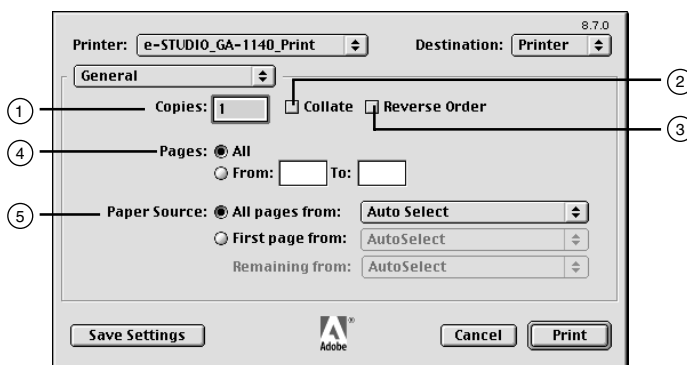 8.7.0
Printer: e-STUDIO_GA-1140_Print Destination: Printer
General
1 Copies: 1 Collate Reverse Order 2
3
4 Pages: All
From: To:
5 Paper Source: All pages from: Auto Select
First page from: AutoSelect
Remaining from: AutoSelect
Save Settings Adobe® Cancel Print